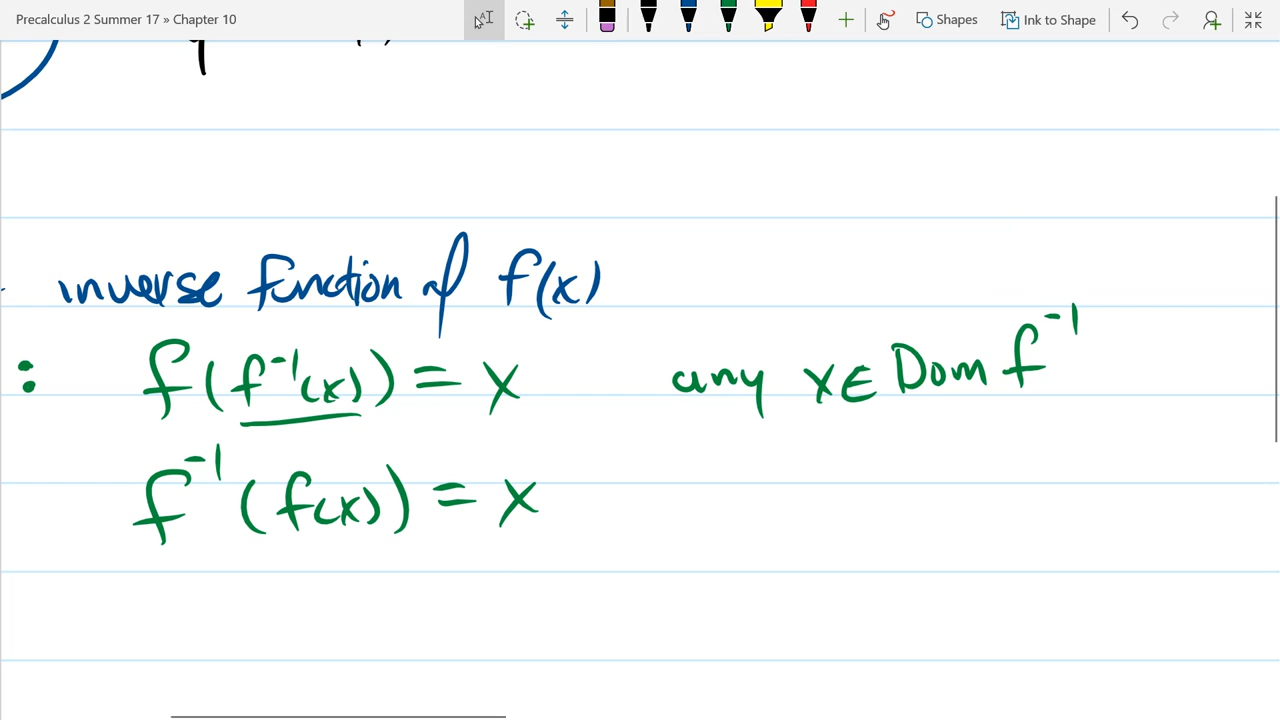 Precalculus 2 Summer 17 » Chapter 10
Shapes
Ink to Shape
inverse function of f(x)
: f(f⁻¹(x)) = x any x ∈ Dom f⁻¹
f⁻¹(f(x)) = x